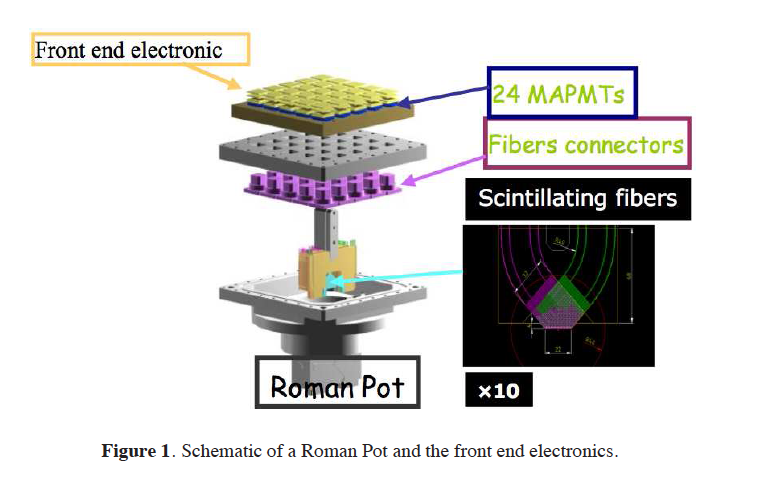 Front end electronic
24 MAPMTs
Fibers connectors
Scintillating fibers
Roman Pot
×10
Figure 1. Schematic of a Roman Pot and the front end electronics.